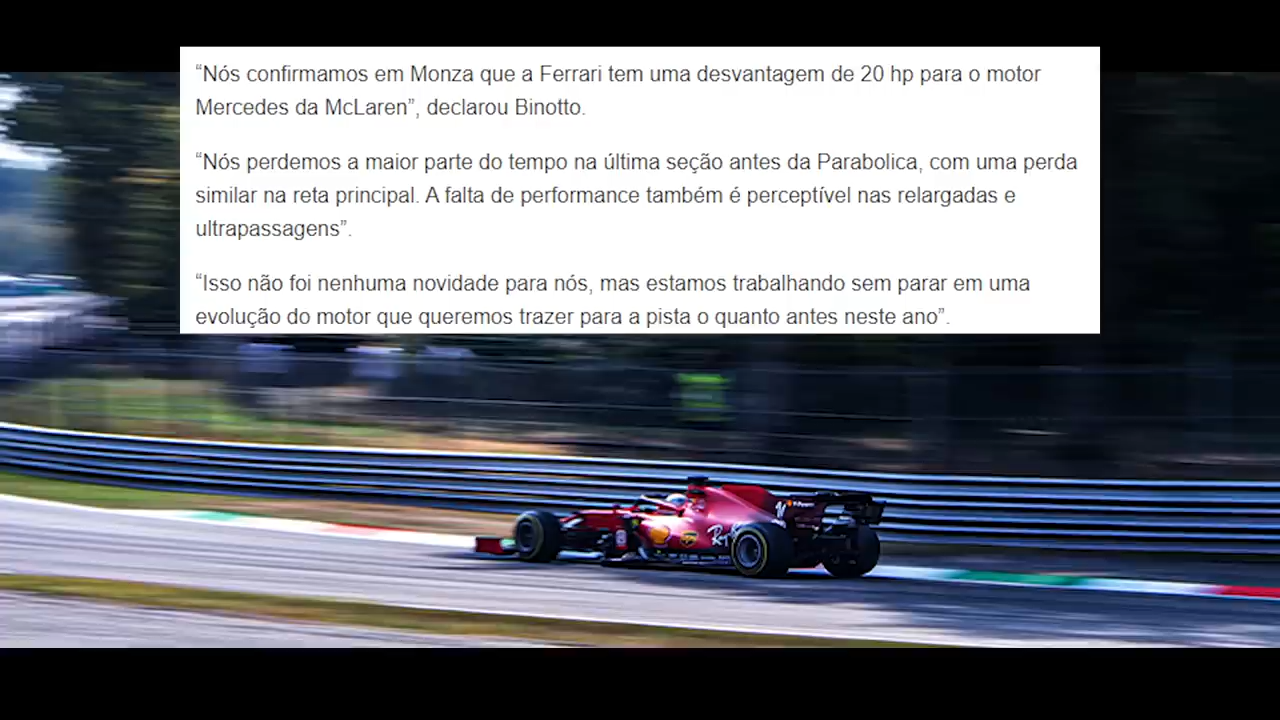 “Nós confirmamos em Monza que a Ferrari tem uma desvantagem de 20 hp para o motor
Mercedes da McLaren”, declarou Binotto.
“Nós perdemos a maior parte do tempo na última seção antes da Parabolica, com uma perda
similar na reta principal. A falta de performance também é perceptível nas relargadas e
ultrapassagens”.
“Isso não foi nenhuma novidade para nós, mas estamos trabalhando sem parar em uma
evolução do motor que queremos trazer para a pista o quanto antes neste ano”.